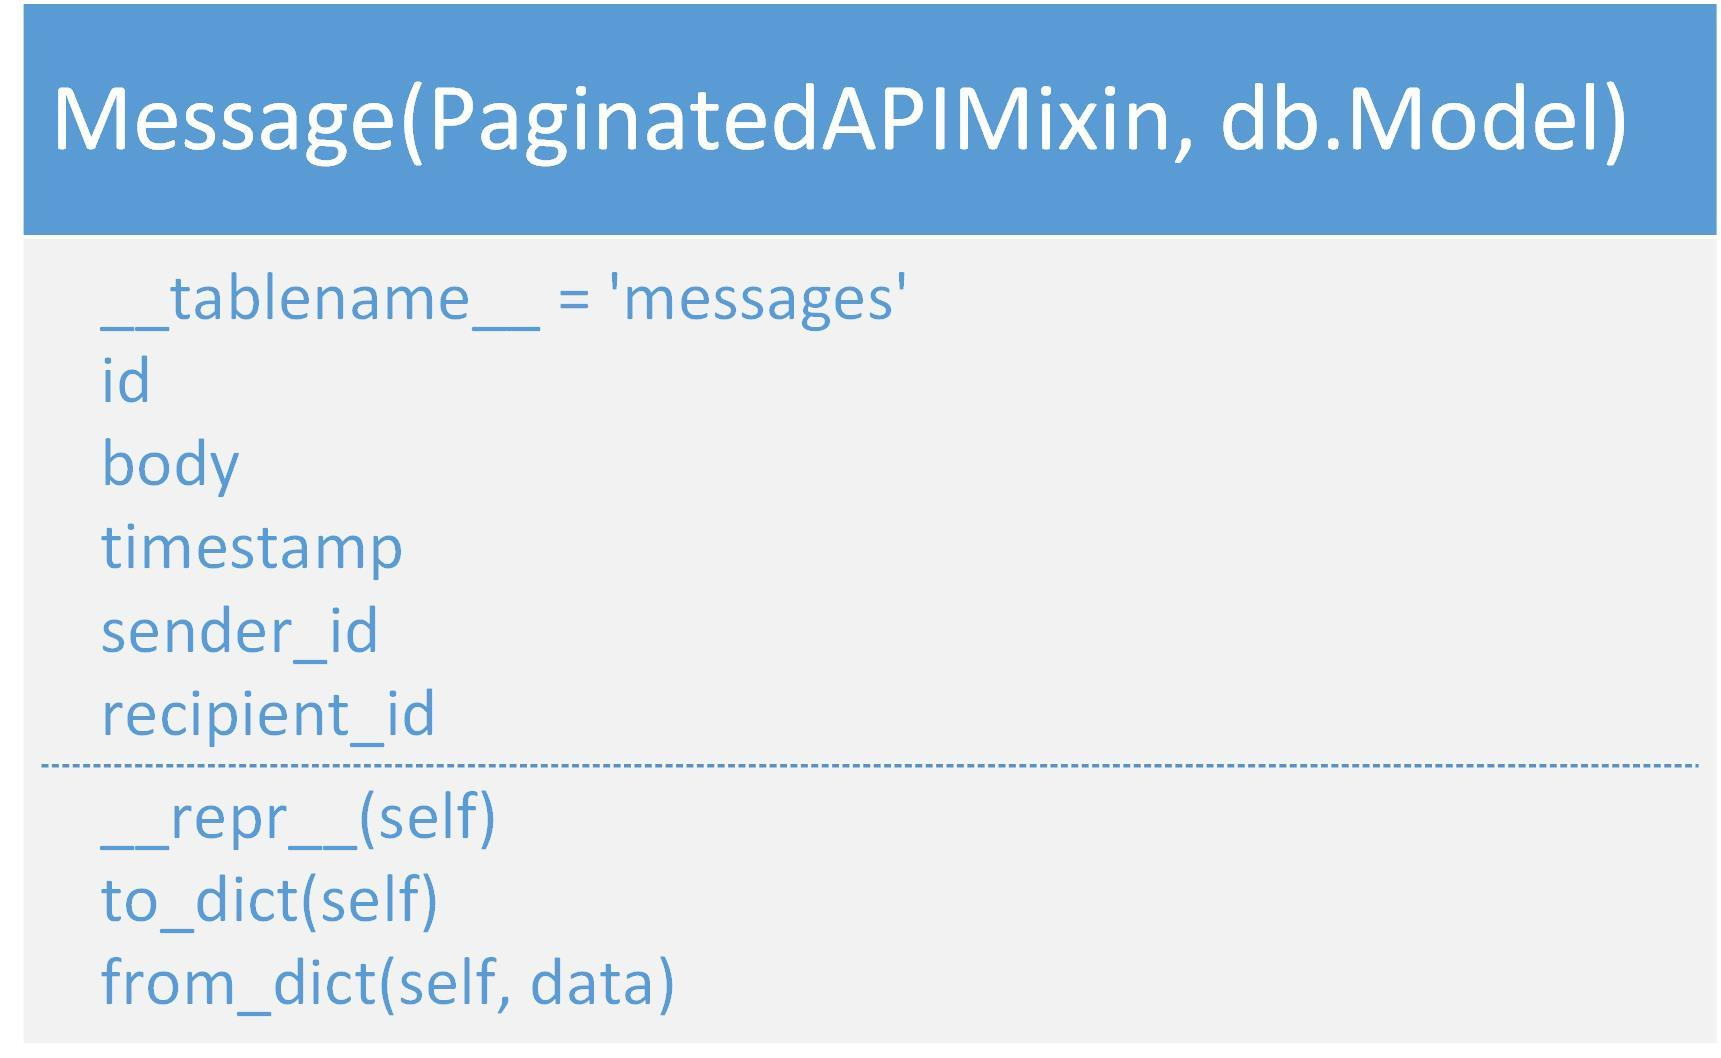 Message(PaginatedAPIMixin, db.Model)
__tablename__ = 'messages'
id
body
timestamp
sender_id
recipient_id
__repr__(self)
to_dict(self)
from_dict(self, data)